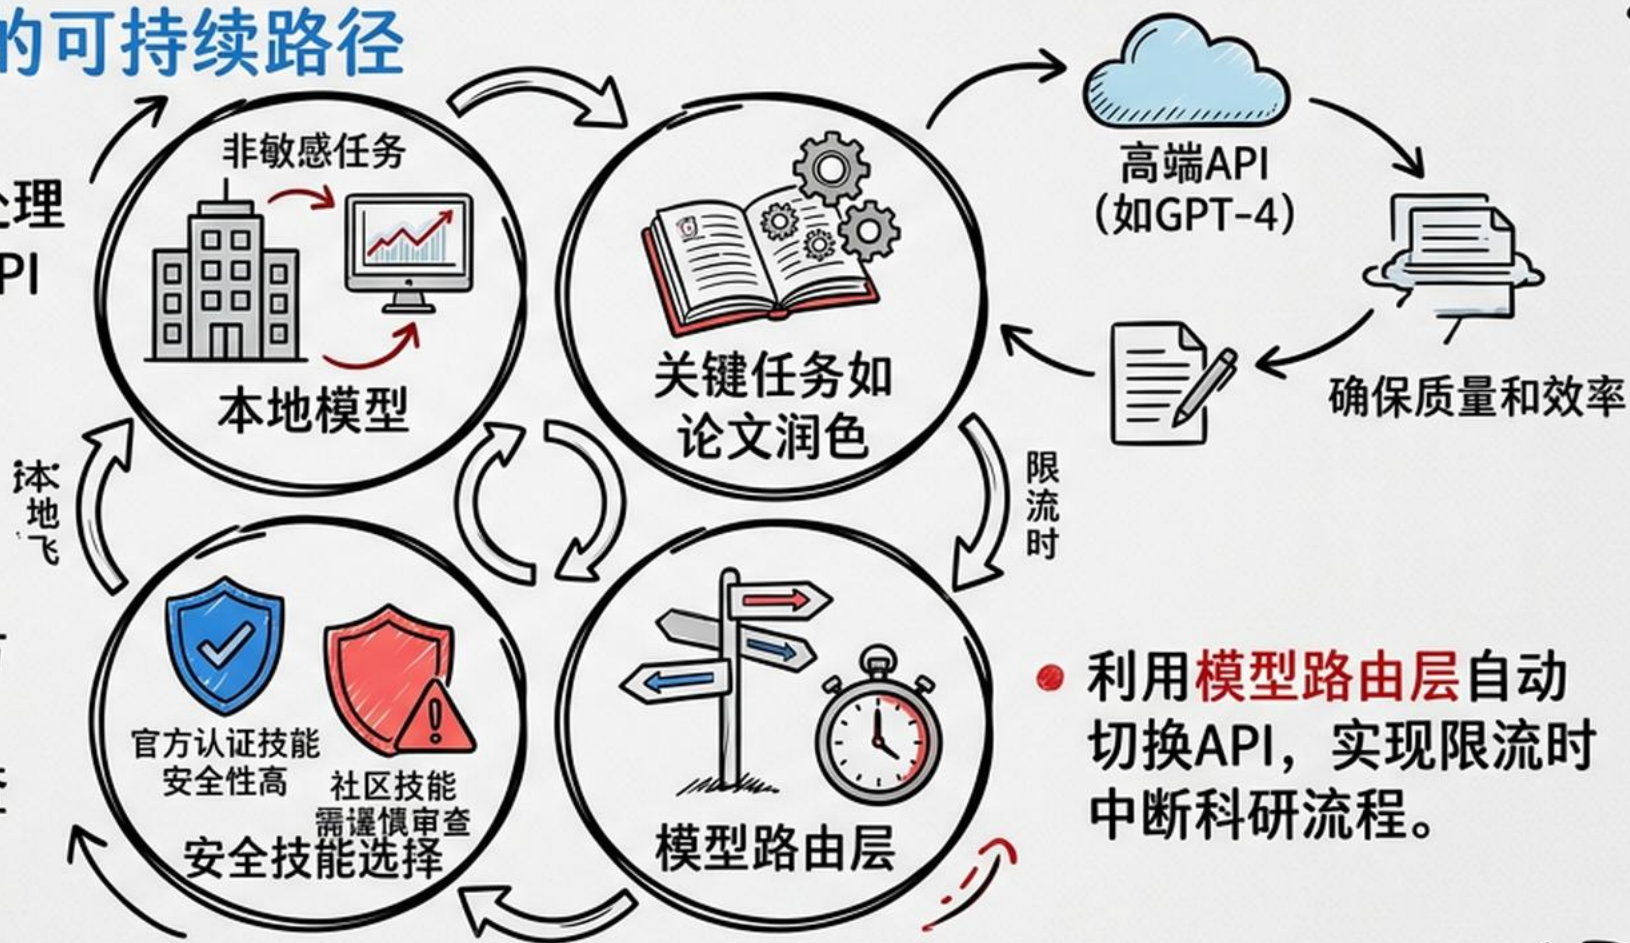 的可持续路径
处理
PI
非敏感任务
本地模型
关键任务如
论文润色
高端API
(如GPT-4)
确保质量和效率
本地飞
限流时
官方认证技能
安全性高
社区技能
需谨慎审查
安全技能选择
模型路由层
利用模型路由层自动
切换API，实现限流时
中断科研流程。